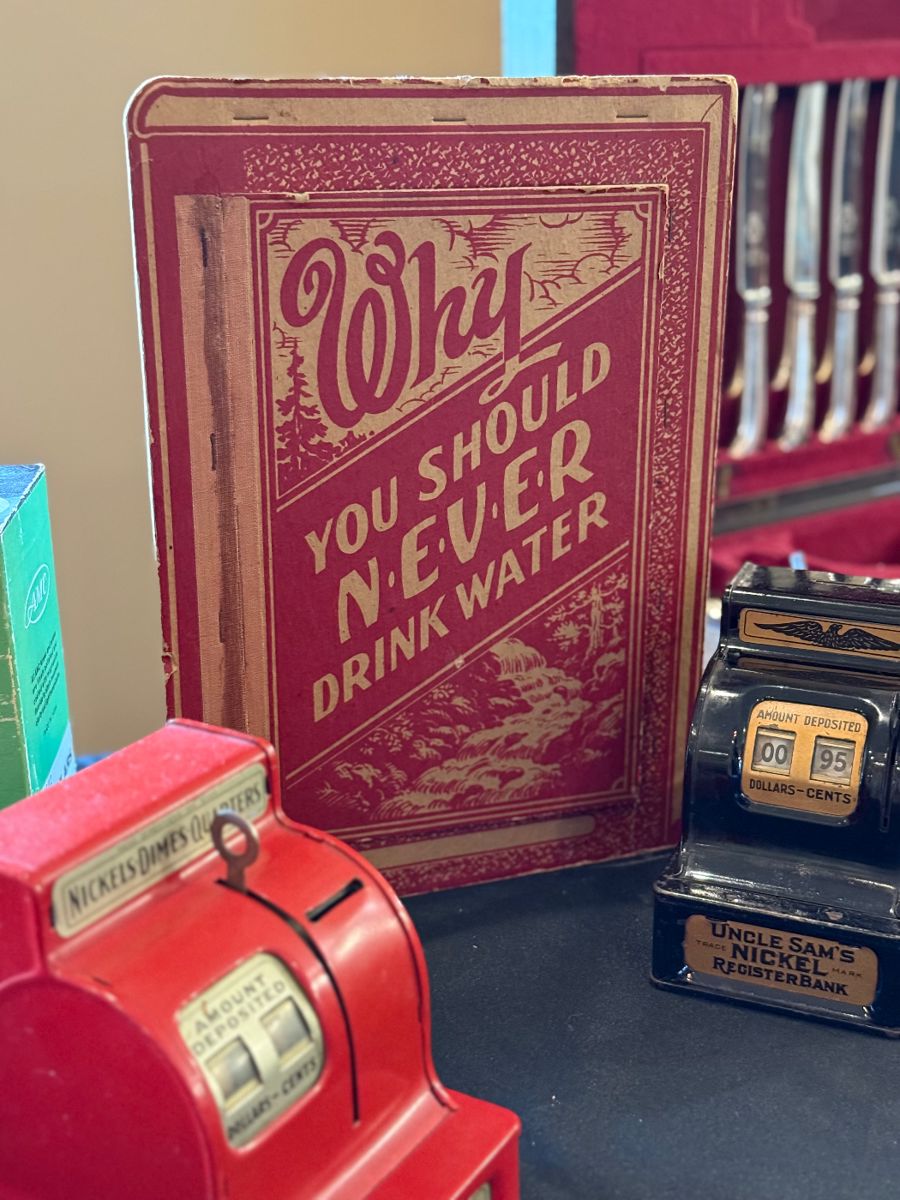 Why
YOU SHOULD
N·E·V·E·R
DRINK WATER
AMC
NICKELS DIMES QUARTERS
AMOUNT
DEPOSITED
DOLLARS-CENTS
AMOUNT DEPOSITED
00 95
DOLLARS-CENTS
UNCLE SAM'S
TRADE NICKEL MARK
REGISTER BANK